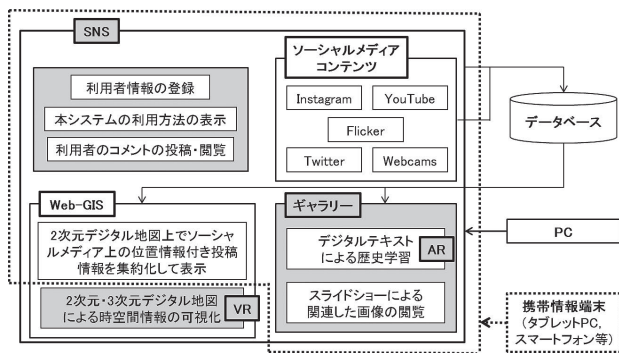 SNS
利用者情報の登録
本システムの利用方法の表示
利用者のコメントの投稿・閲覧
ソーシャルメディア
コンテンツ
Instagram
YouTube
Flicker
Twitter
Webcams
データベース
Web-GIS
2次元デジタル地図上でソーシ
ャルメディア上の位置情報付き投稿
情報を集約化して表示
2次元・3次元デジタル地図
による時空間情報の可視化
VR
ギャラリー
デジタルテキスト
による歴史学習
AR
スライドショーによる
関連した画像の閲覧
PC
携帯情報端末
(タブレットPC,
スマートフォン等)